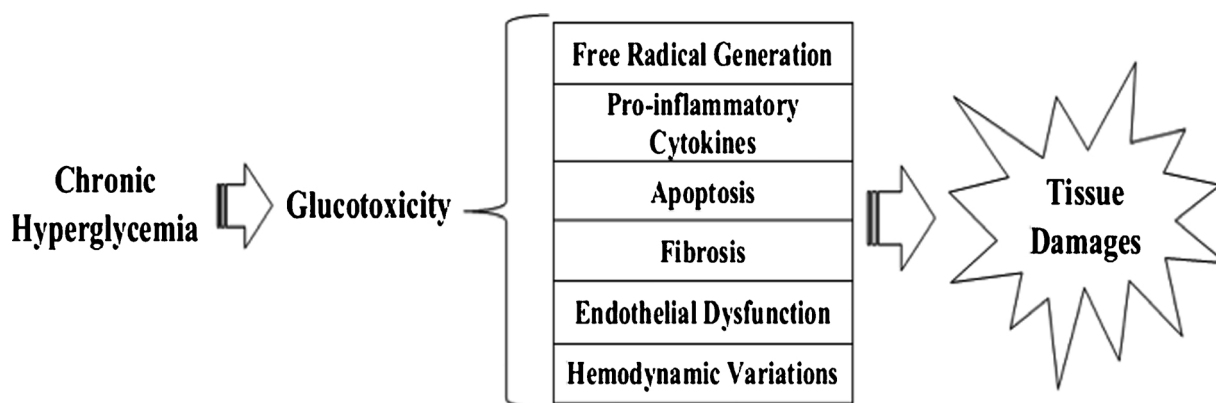 Chronic
Hyperglycemia
Glucotoxicity
Free Radical Generation
Pro-inflammatory
Cytokines
Apoptosis
Fibrosis
Endothelial Dysfunction
Hemodynamic Variations
Tissue
Damages